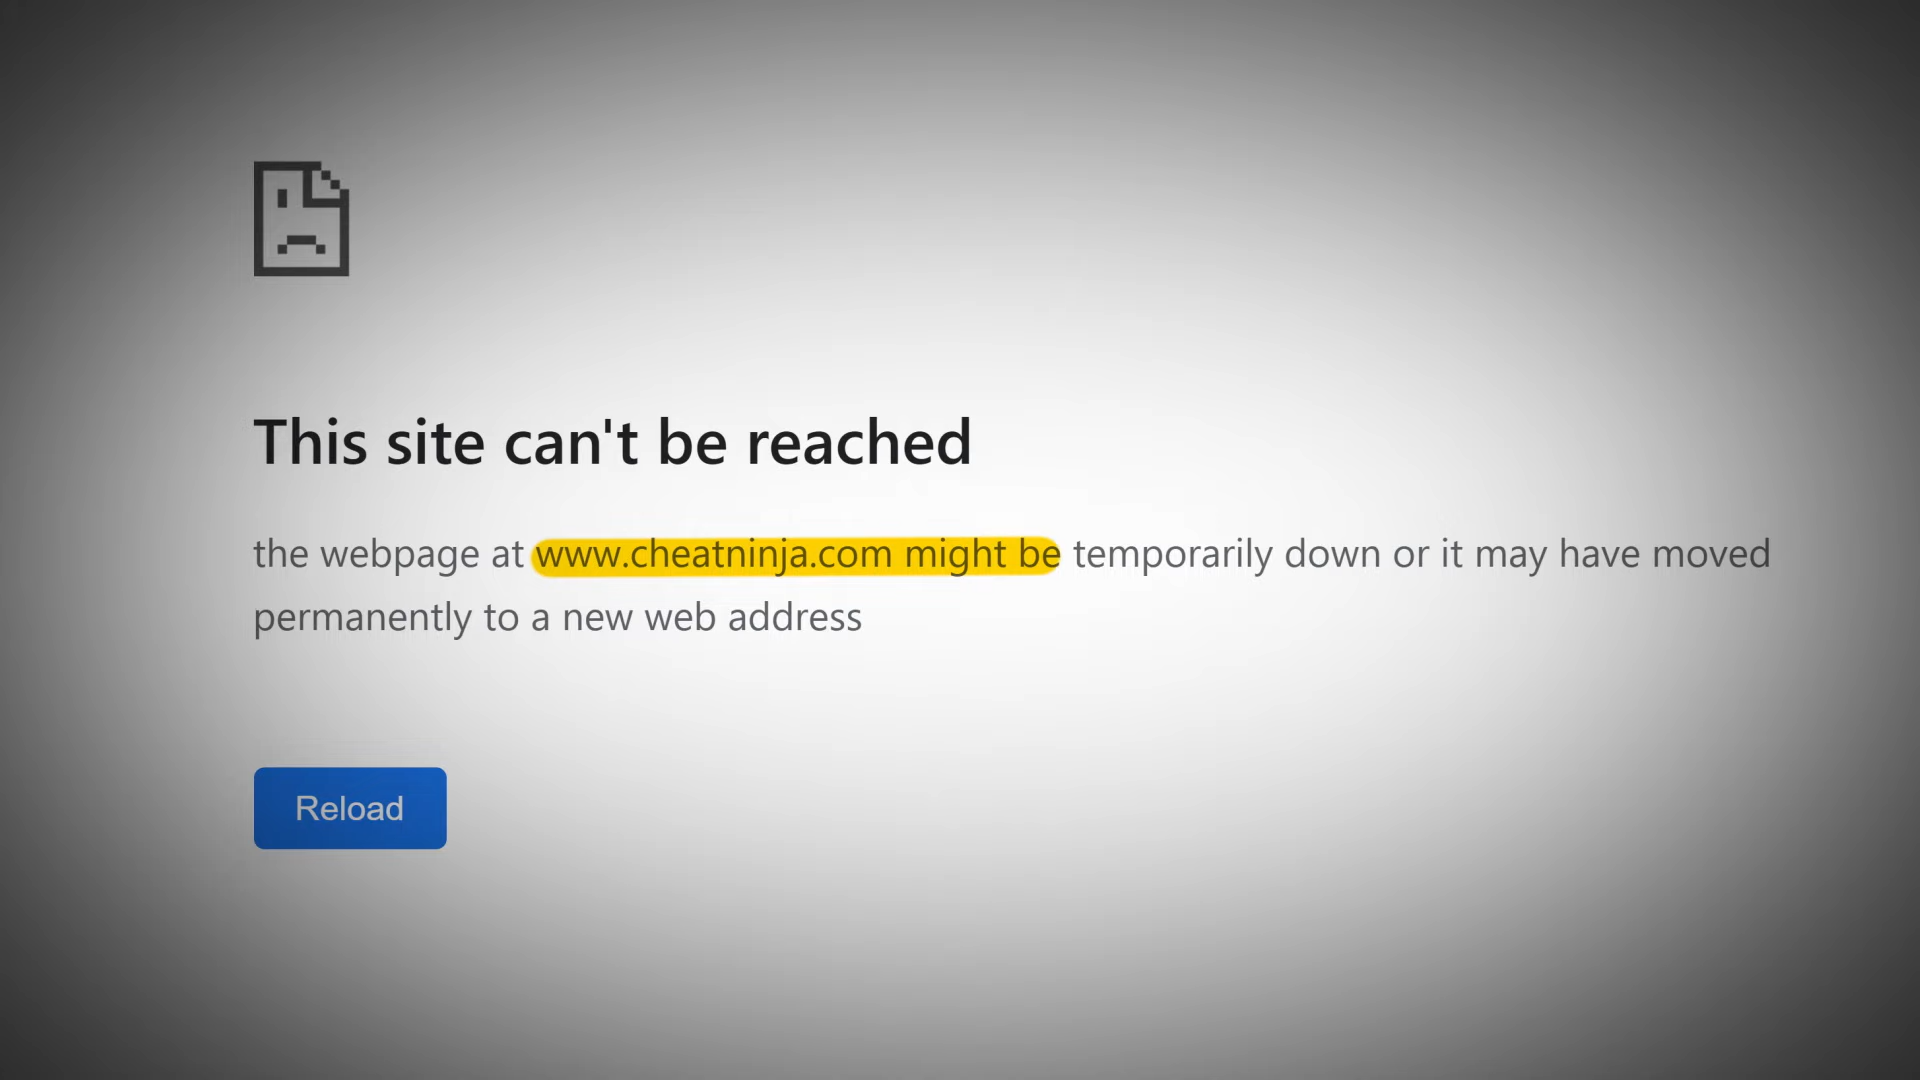 This site can't be reached
the webpage at www.cheatninja.com might be temporarily down or it may have moved
permanently to a new web address
Reload